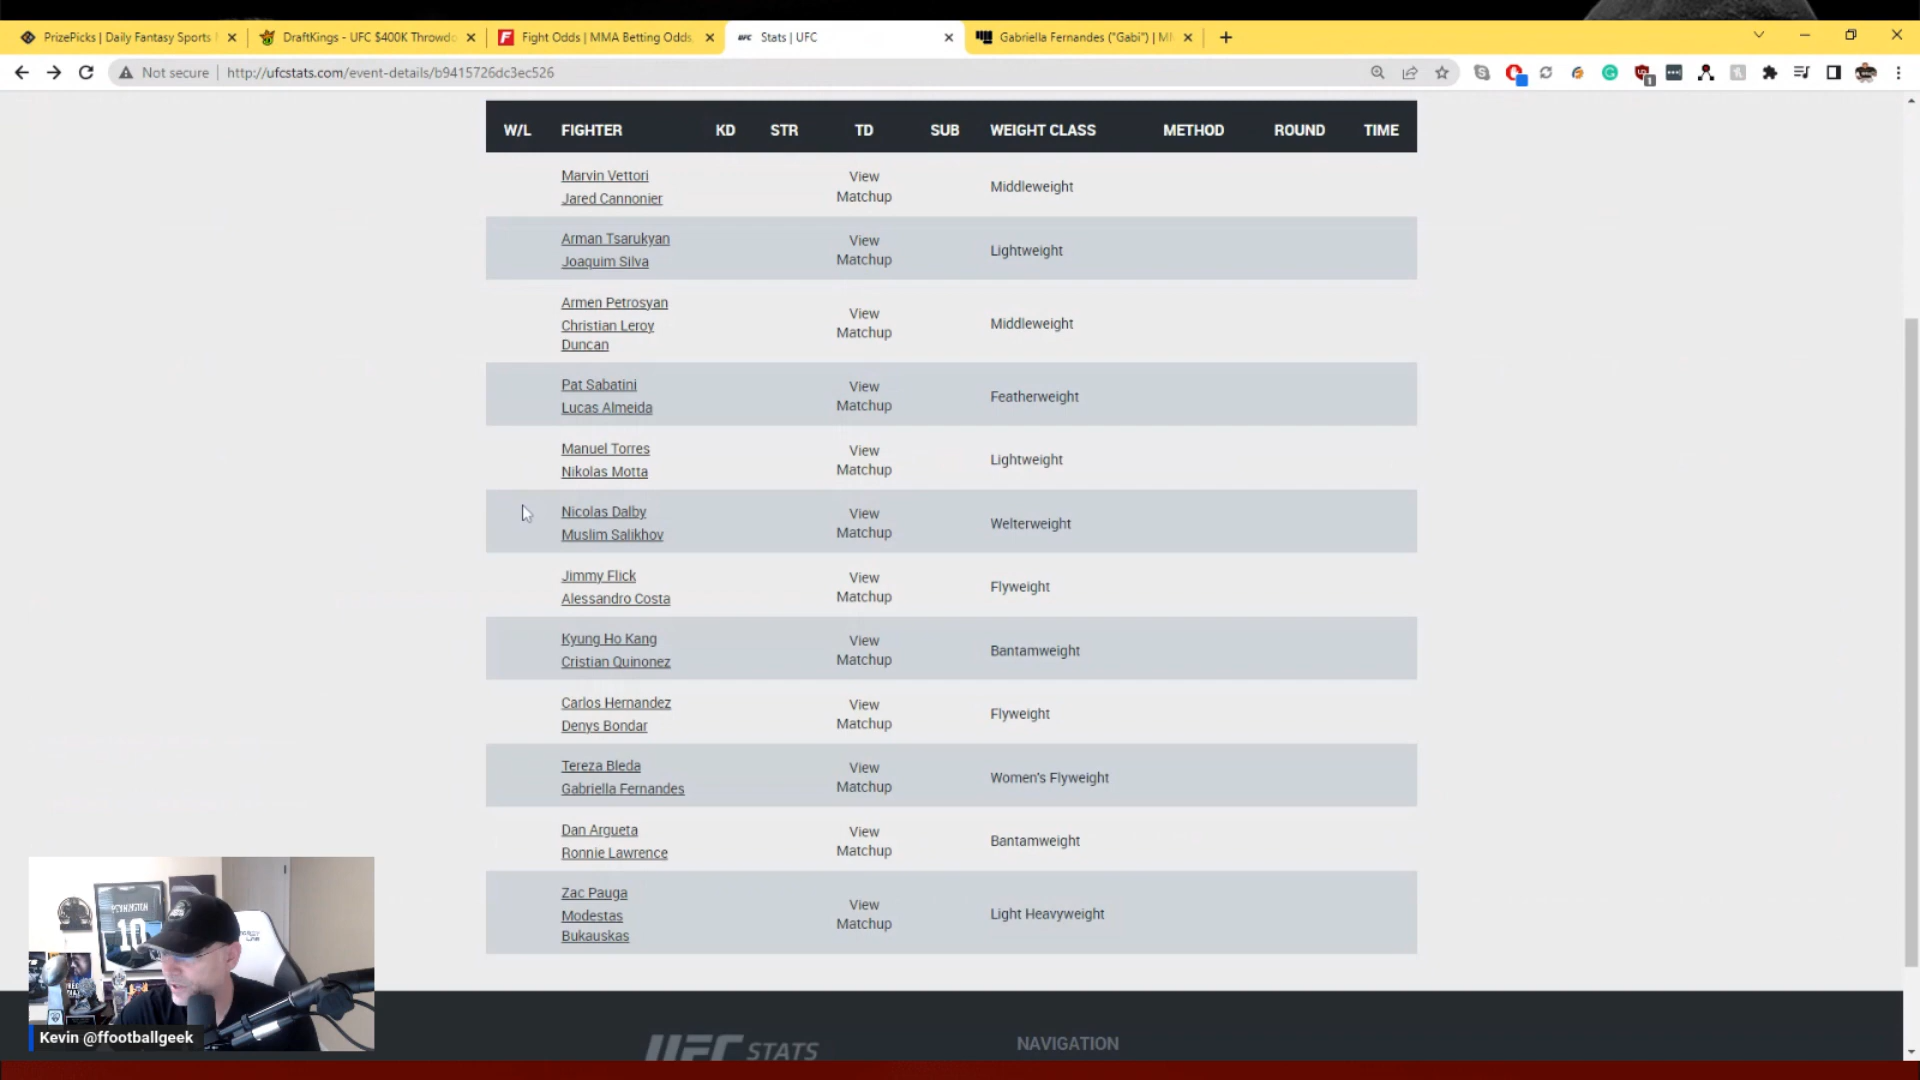 PrizePicks | Daily Fantasy Sports
DraftKings - UFC $400K Throwdo
Fight Odds | MMA Betting Odds,
UFC Stats | UFC
Gabriella Fernandes ("Gabi") | M
Not secure http://ufcstats.com/event-details/b9415726dc3ec526
W/L FIGHTER KD STR TD SUB WEIGHT CLASS METHOD ROUND TIME
Marvin Vettori
Jared Cannonier
View
Matchup
Middleweight
Arman Tsarukyan
Joaquim Silva
View
Matchup
Lightweight
Armen Petrosyan
Christian Leroy
Duncan
View
Matchup
Middleweight
Pat Sabatini
Lucas Almeida
View
Matchup
Featherweight
Manuel Torres
Nikolas Motta
View
Matchup
Lightweight
Nicolas Dalby
Muslim Salikhov
View
Matchup
Welterweight
Jimmy Flick
Alessandro Costa
View
Matchup
Flyweight
Kyung Ho Kang
Cristian Quinonez
View
Matchup
Bantamweight
Carlos Hernandez
Denys Bondar
View
Matchup
Flyweight
Tereza Bleda
Gabriella Fernandes
View
Matchup
Women's Flyweight
Dan Argueta
Ronnie Lawrence
View
Matchup
Bantamweight
Zac Pauga
Modestas
Bukauskas
View
Matchup
Light Heavyweight
10
Kevin @ffootballgeek
UFC STATS
NAVIGATION